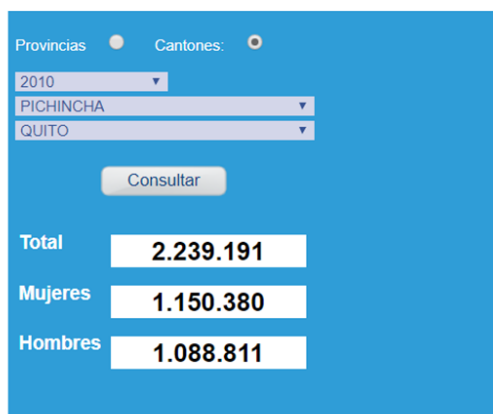 Provincias Cantones:
2010
PICHINCHA
QUITO
Consultar
Total 2.239.191
Mujeres 1.150.380
Hombres 1.088.811